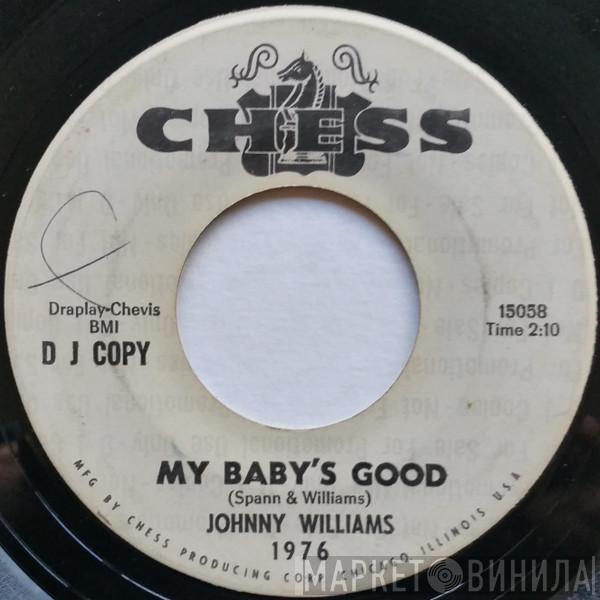 CHESS
Draplay-Chevis
BMI
D J COPY
15058
Time 2:10
MY BABY'S GOOD
(Spann & Williams)
JOHNNY WILLIAMS
1976
MFG BY CHESS PRODUCING CORP. CHICAGO, ILLINOIS U.S.A.
МАРКЕТ ВИНИЛА